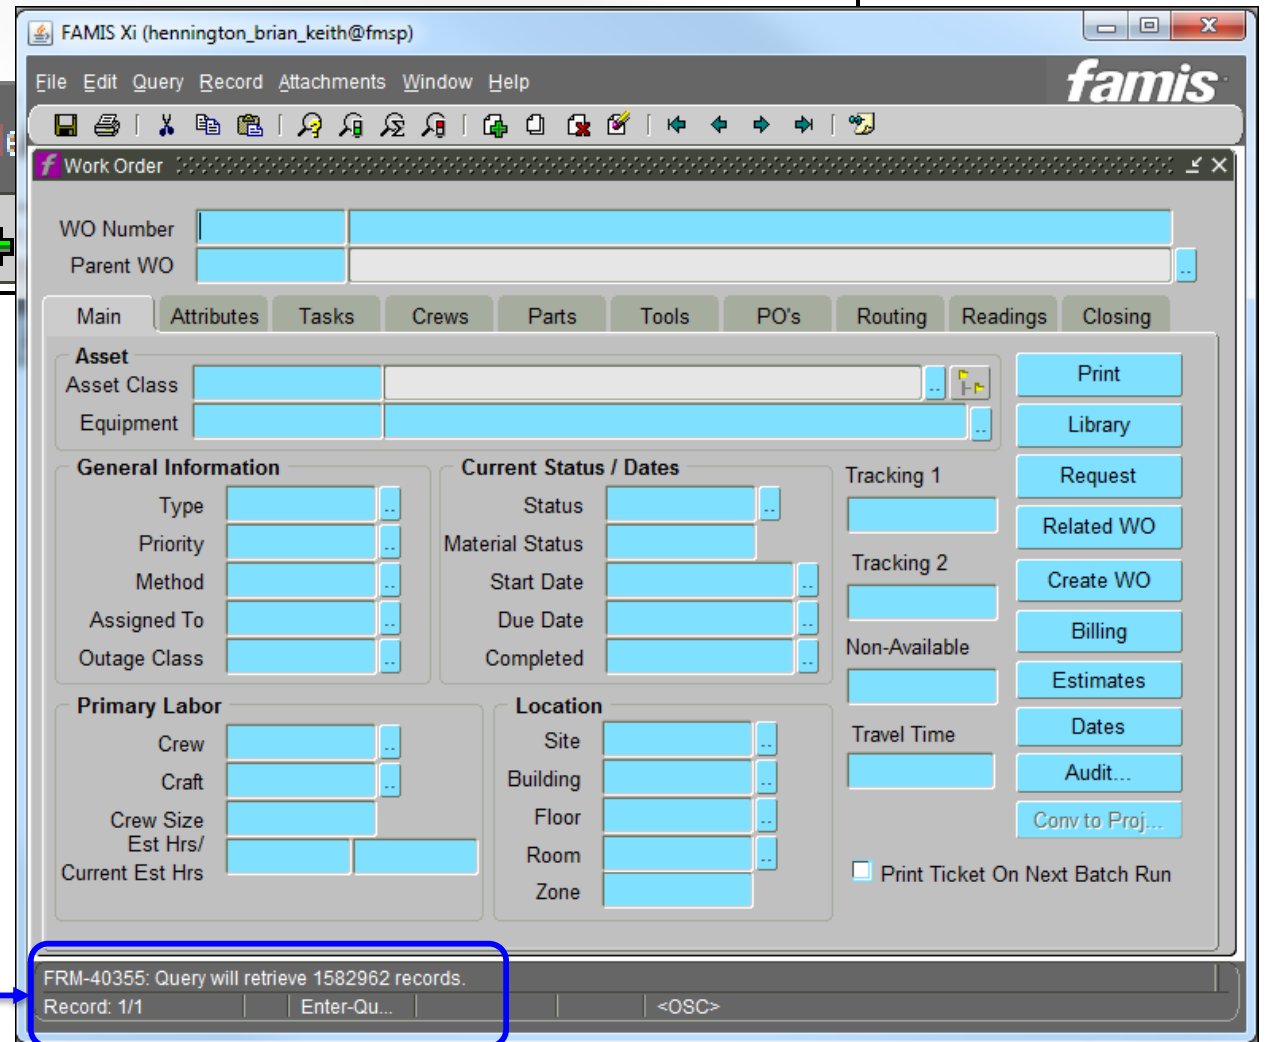 FAMIS Xi (hennington_brian_keith@fmsp)
File Edit Query Record Attachments Window Help
famis
Work Order
WO Number
Parent WO
Main Attributes Tasks Crews Parts Tools PO's Routing Readings Closing
Asset
Asset Class
Equipment
Print
Library
General Information
Current Status / Dates
Tracking 1
Request
Type
Status
Related WO
Priority
Material Status
Tracking 2
Method
Start Date
Create WO
Assigned To
Due Date
Billing
Outage Class
Completed
Non-Available
Estimates
Primary Labor
Location
Travel Time
Dates
Crew
Site
Craft
Building
Audit...
Crew Size
Floor
Conv to Proj...
Est Hrs/
Current Est Hrs
Room
Zone
Print Ticket On Next Batch Run
FRM-40355: Query will retrieve 1582962 records.
Record: 1/1 Enter-Qu... <OSC>